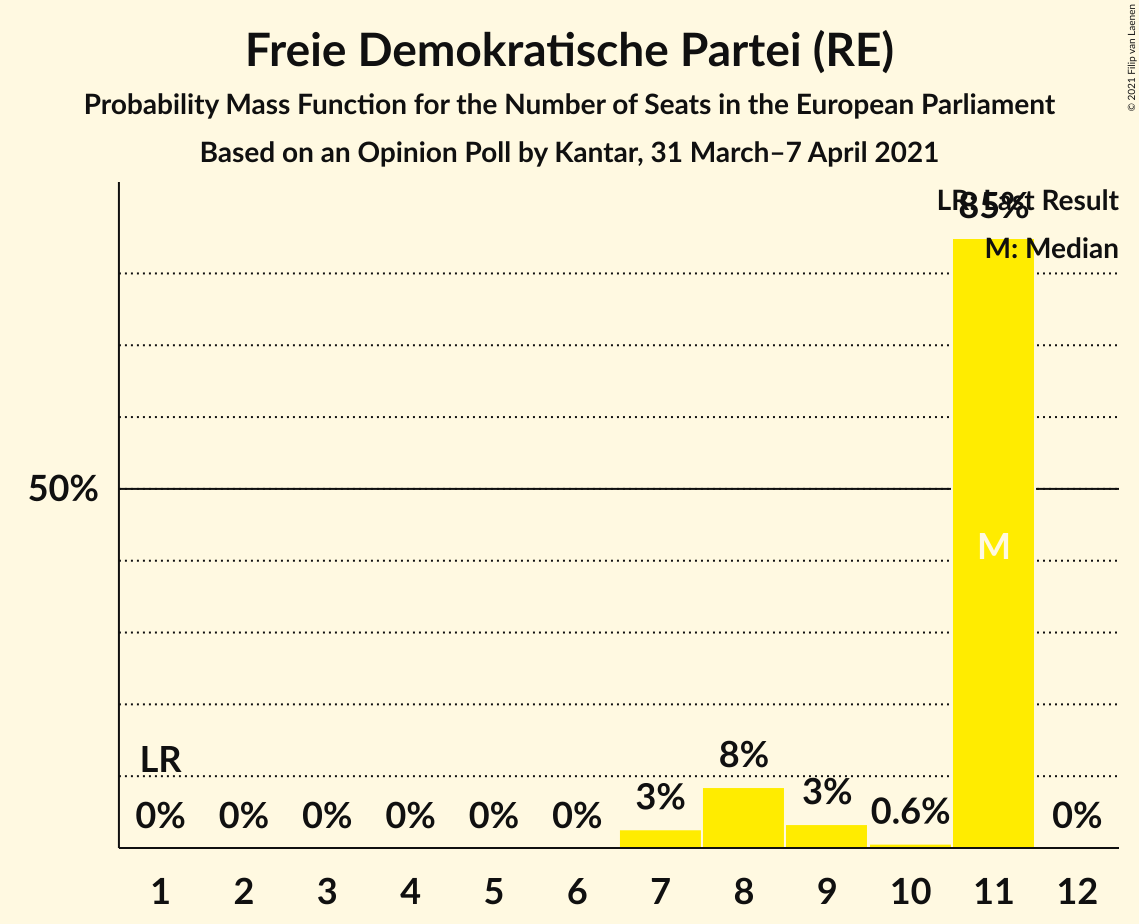 Freie Demokratische Partei (RE)
Probability Mass Function for the Number of Seats in the European Parliament
Based on an Opinion Poll by Kantar, 31 March–7 April 2021
© 2021 Filip van Laenen
LR: Last Result
85%
M: Median
50%
M
LR
8%
3%
3%
0.6%
0% 0% 0% 0% 0% 0% 0%
1 2 3 4 5 6 7 8 9 10 11 12